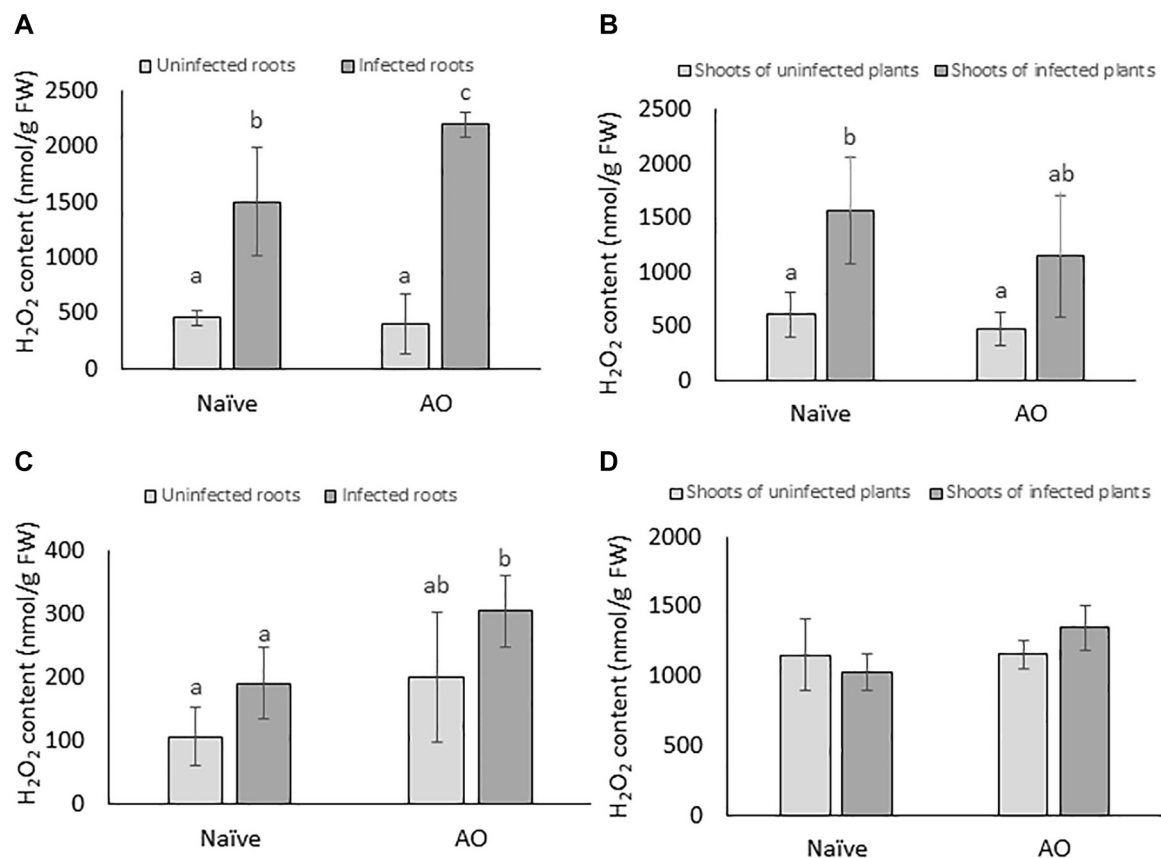 A
Uninfected roots
Infected roots
H₂O₂ content (nmol/g FW)
2500
2000
1500
1000
500
0
a
b
a
c
Naïve
AO
B
Shoots of uninfected plants
Shoots of infected plants
H₂O₂ content (nmol/g FW)
2500
2000
1500
1000
500
0
a
b
a
ab
Naïve
AO
C
Uninfected roots
Infected roots
H₂O₂ content (nmol/g FW)
400
300
200
100
0
a
a
ab
b
Naïve
AO
D
Shoots of uninfected plants
Shoots of infected plants
H₂O₂ content (nmol/g FW)
2000
1500
1000
500
0
Naïve
AO